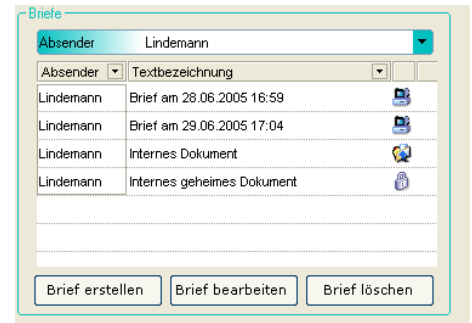 Briefe
Absender Lindemann
Absender Textbezeichnung
Lindemann Brief am 28.06.2005 16:59
Lindemann Brief am 29.06.2005 17:04
Lindemann Internes Dokument
Lindemann Internes geheimes Dokument
Brief erstellen Brief bearbeiten Brief löschen